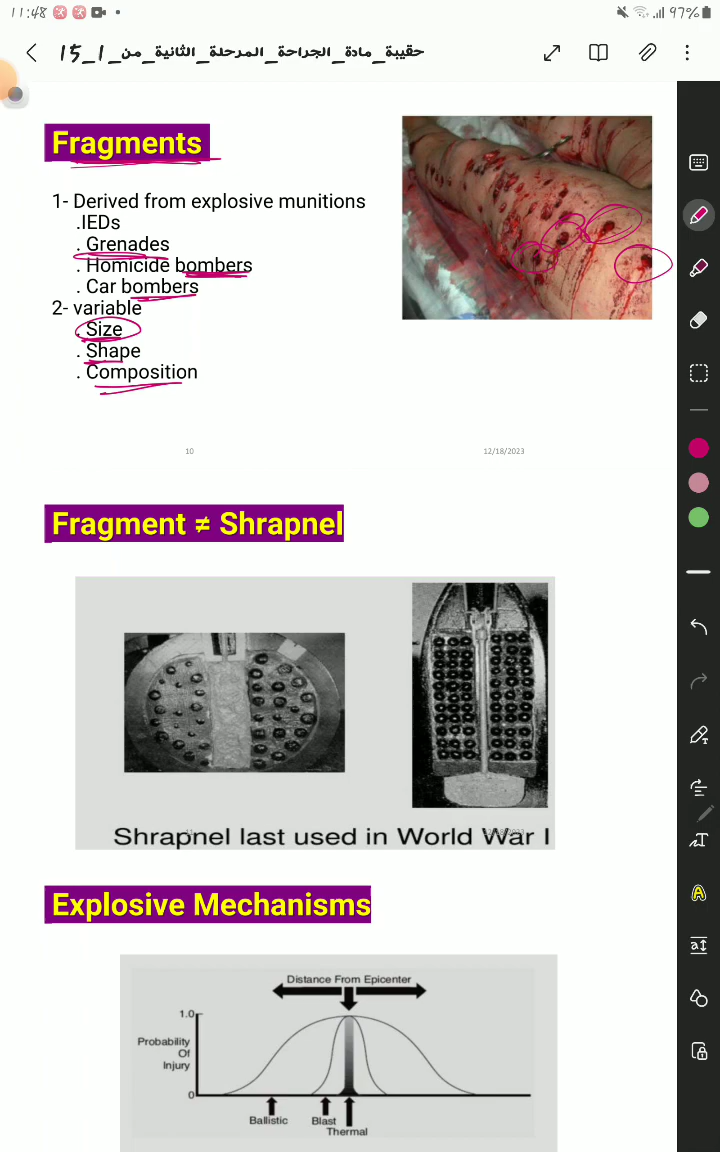 11:48
97%
حقيبة_مادة_الجراحة_المرحلة_الثانية_من_1_15
Fragments
1- Derived from explosive munitions
.IEDs
. Grenades
. Homicide bombers
. Car bombers
2- variable
. Size
. Shape
. Composition
10
12/18/2023
Fragment ≠ Shrapnel
Shrapnel last used in World War I
11
Explosive Mechanisms
Distance From Epicenter
1.0
Probability
Of
Injury
0
Ballistic
Blast
Thermal